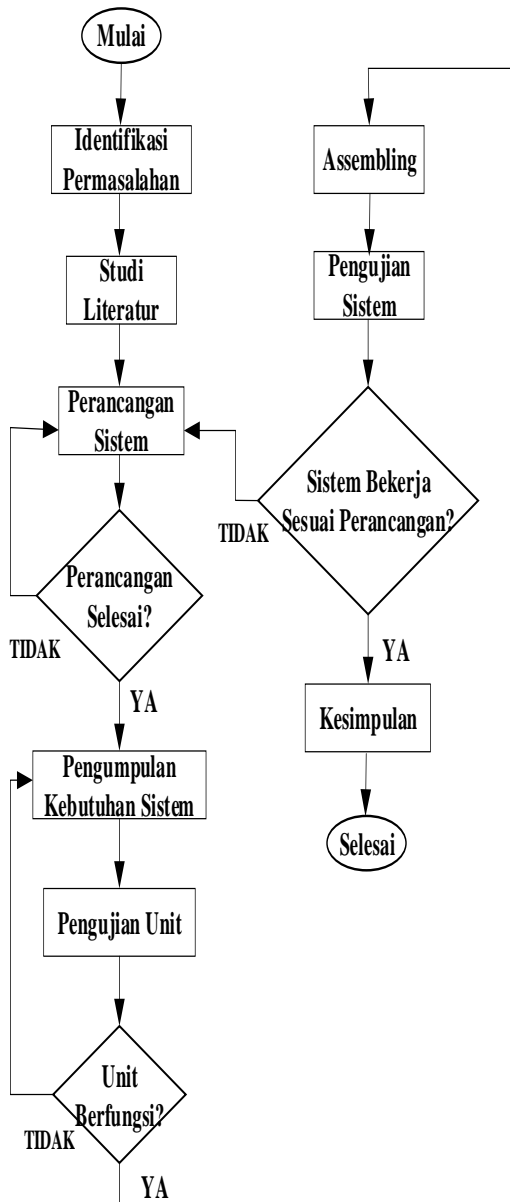 Mulai
Identifikasi
Permasalahan
Studi
Literatur
Perancangan
Sistem
Perancangan
Selesai?
TIDAK
YA
Pengumpulan
Kebutuhan Sistem
Pengujian Unit
Unit
Berfungsi?
TIDAK
YA
Assembling
Pengujian
Sistem
Sistem Bekerja
Sesuai Perancangan?
TIDAK
YA
Kesimpulan
Selesai